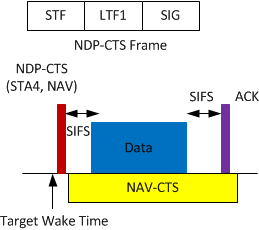 STF LTF1 SIG
NDP-CTS Frame
NDP-CTS
(STA4, NAV)
SIFS
ACK
SIFS
Data
NAV-CTS
Target Wake Time